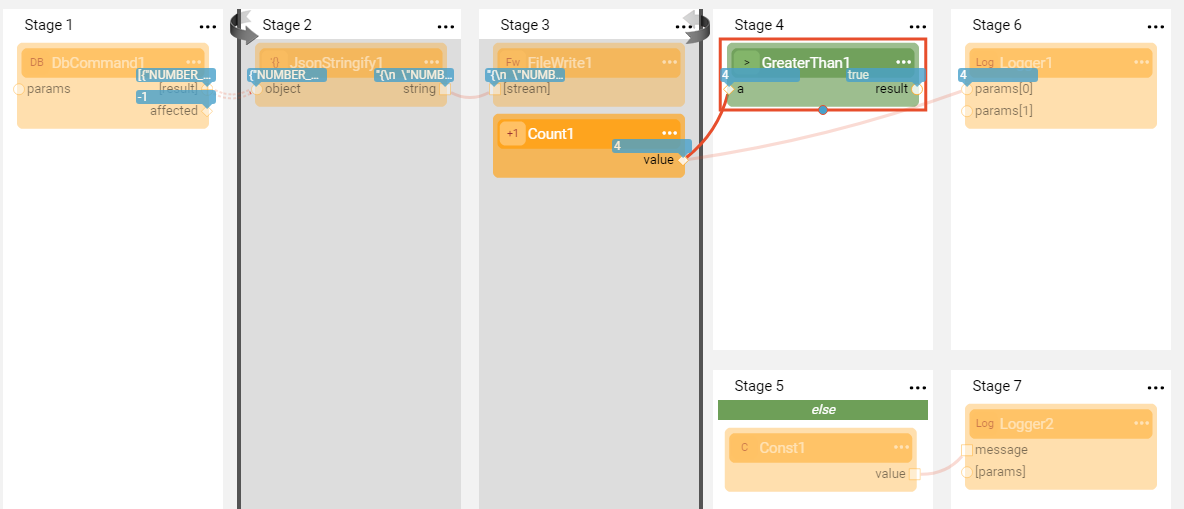 Stage 1
DB DbCommand1
[{"NUMBER_...
params
[result]
-1
affected
Stage 2
{} JsonStringify1
{"NUMBER_...
"{\n \"NUMB...
object
string
Stage 3
Fw FileWrite1
"{\n \"NUMB...
[stream]
+1 Count1
4
value
Stage 4
> GreaterThan1
4
true
a
result
Stage 6
Log Logger1
4
params[0]
params[1]
Stage 5
else
C Const1
value
Stage 7
Log Logger2
message
[params]